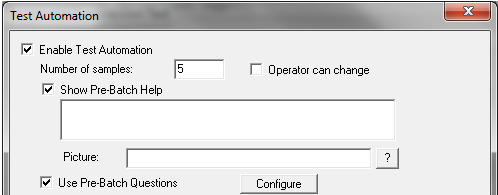 Test Automation
Enable Test Automation
Number of samples: 5 Operator can change
Show Pre-Batch Help
Picture: ?
Use Pre-Batch Questions Configure